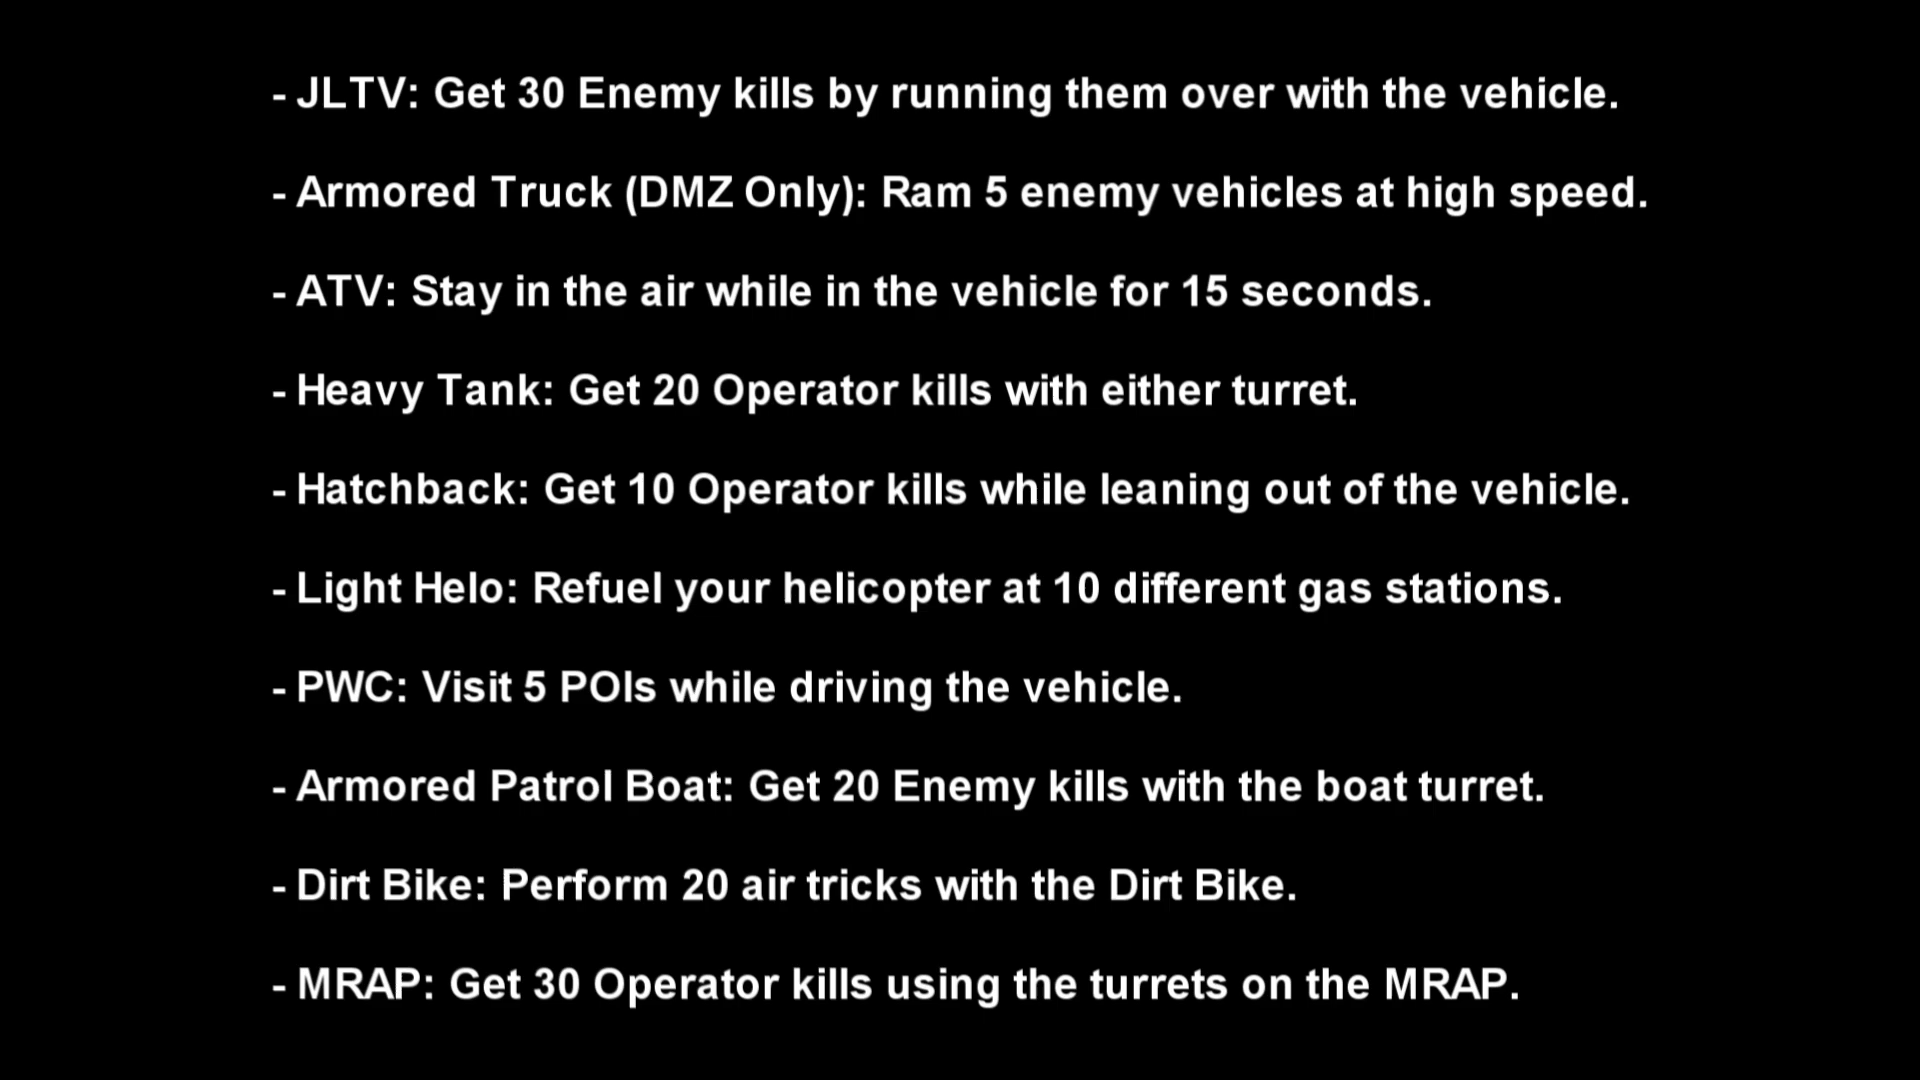 - JLTV: Get 30 Enemy kills by running them over with the vehicle.
- Armored Truck (DMZ Only): Ram 5 enemy vehicles at high speed.
- ATV: Stay in the air while in the vehicle for 15 seconds.
- Heavy Tank: Get 20 Operator kills with either turret.
- Hatchback: Get 10 Operator kills while leaning out of the vehicle.
- Light Helo: Refuel your helicopter at 10 different gas stations.
- PWC: Visit 5 POIs while driving the vehicle.
- Armored Patrol Boat: Get 20 Enemy kills with the boat turret.
- Dirt Bike: Perform 20 air tricks with the Dirt Bike.
- MRAP: Get 30 Operator kills using the turrets on the MRAP.